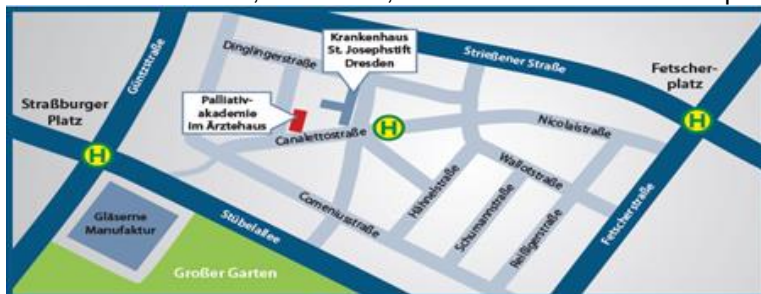 Krankenhaus
St. Josephstift
Dresden
Dinglingerstraße
Strießener Straße
Fetscher-
platz
Güntzstraße
Straßburger
Platz
Palliativ-
akademie
im Ärztehaus
Canalettostraße
H
Nicolaistraße
H
H
Wallotstraße
Hähnelstraße
Schumannstraße
Reißigerstraße
Fetscherstraße
Comeniusstraße
Gläserne
Manufaktur
Stübelallee
Großer Garten